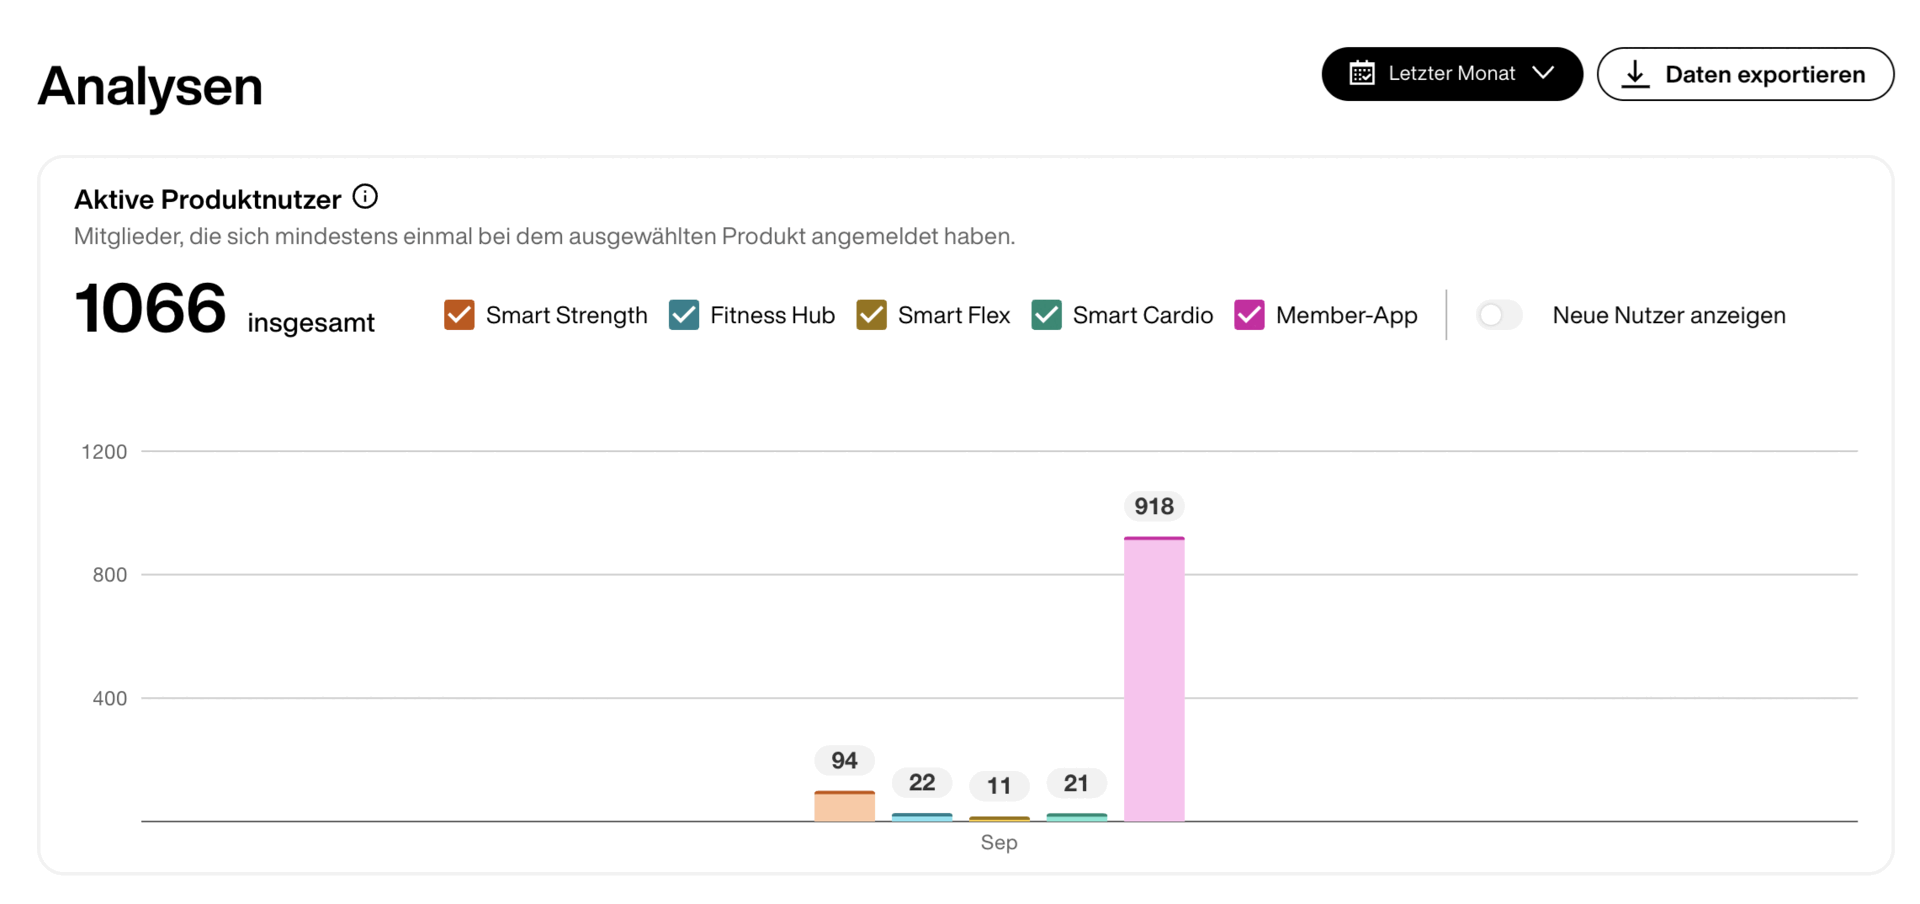 Analysen
Letzter Monat
Daten exportieren
Aktive Produktnutzer
Mitglieder, die sich mindestens einmal bei dem ausgewählten Produkt angemeldet haben.
1066 insgesamt
Smart Strength
Fitness Hub
Smart Flex
Smart Cardio
Member-App
Neue Nutzer anzeigen
1200
918
800
400
94
22
11
21
Sep